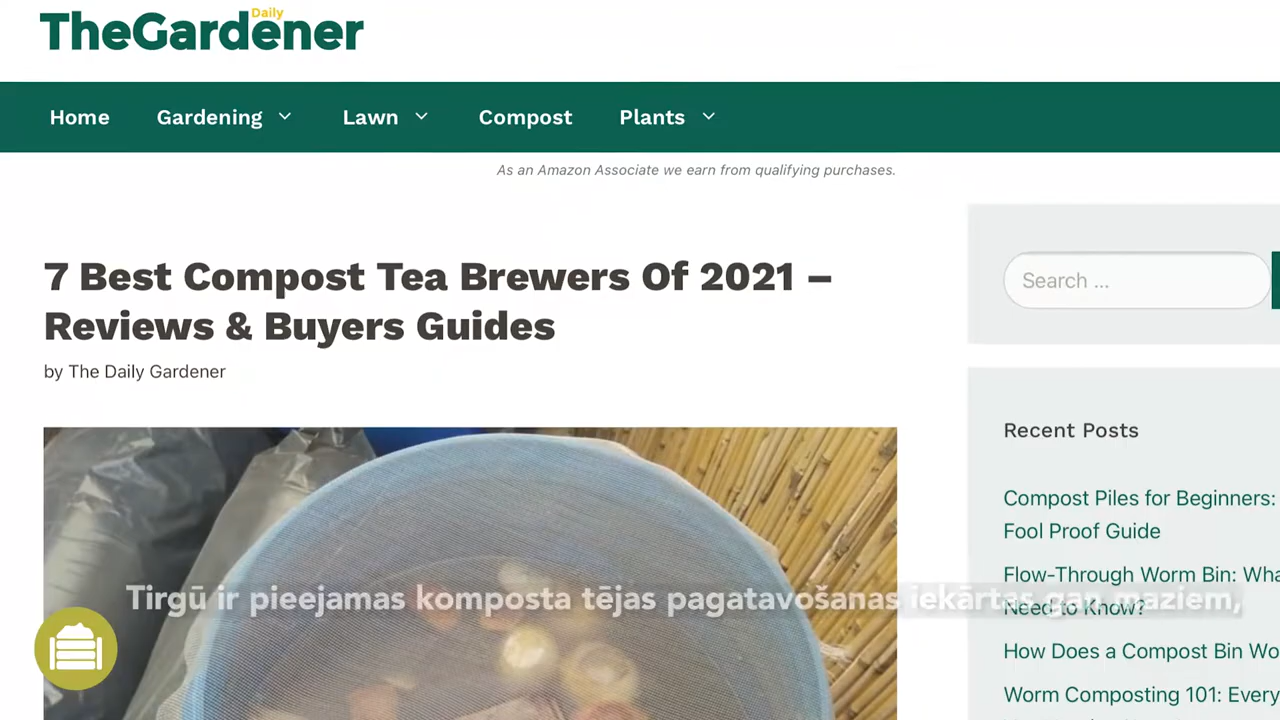 Daily
TheGardener
Home Gardening Lawn Compost Plants
As an Amazon Associate we earn from qualifying purchases.
7 Best Compost Tea Brewers Of 2021 –
Reviews & Buyers Guides
by The Daily Gardener
Search ...
Recent Posts
Compost Piles for Beginners:
Fool Proof Guide
Flow-Through Worm Bin: Wha
Need to Know?
How Does a Compost Bin Wo
Worm Composting 101: Every
Tirgū ir pieejamas komposta tējas pagatavošanas iekārtas gan maziem,